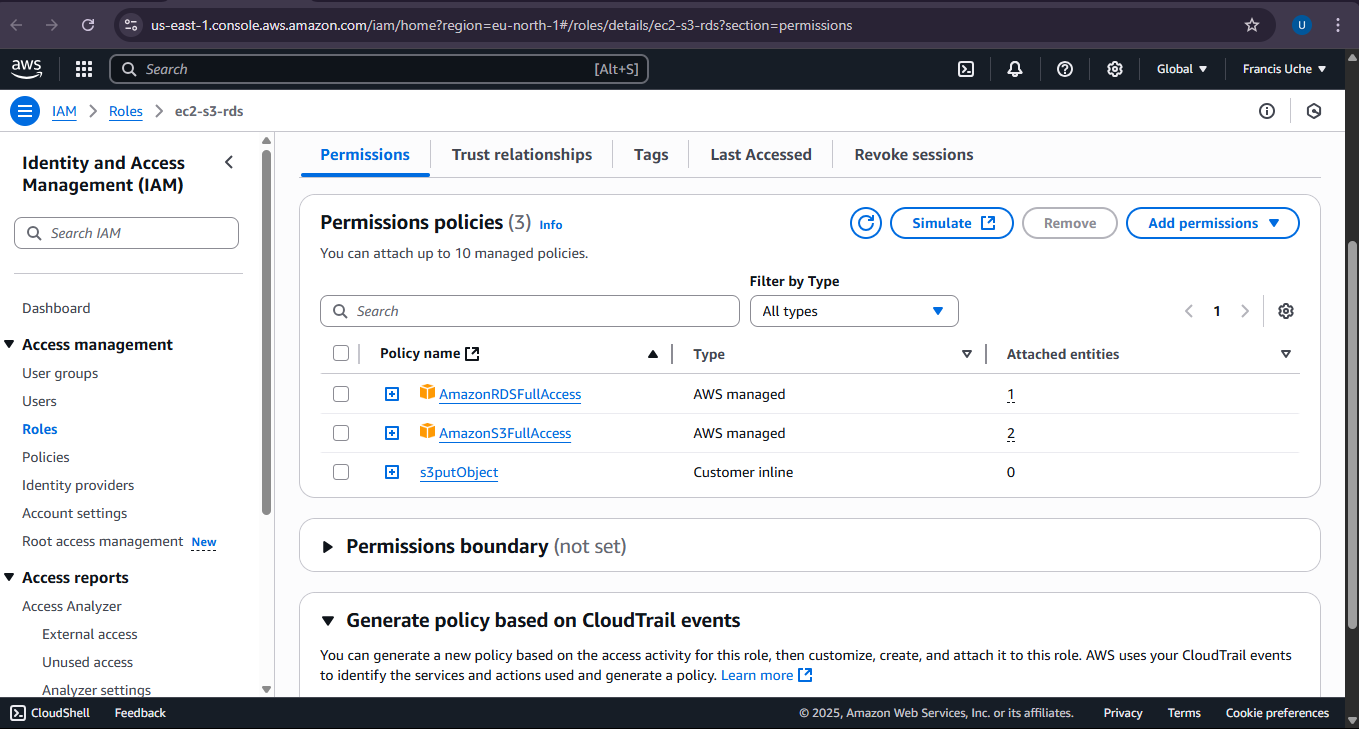 us-east-1.console.aws.amazon.com/iam/home?region=eu-north-1#/roles/details/ec2-s3-rds?section=permissions
U
aws
Search [Alt+S]
Global
Francis Uche
IAM > Roles > ec2-s3-rds
Identity and Access
Management (IAM)
Search IAM
Dashboard
Access management
User groups
Users
Roles
Policies
Identity providers
Account settings
Root access management New
Access reports
Access Analyzer
External access
Unused access
Analyzer settings
Permissions
Trust relationships
Tags
Last Accessed
Revoke sessions
Permissions policies (3) Info
Simulate
Remove
Add permissions
You can attach up to 10 managed policies.
Filter by Type
Search
All types
1
Policy name Type Attached entities
AmazonRDSFullAccess AWS managed 1
AmazonS3FullAccess AWS managed 2
s3putObject Customer inline 0
Permissions boundary (not set)
Generate policy based on CloudTrail events
You can generate a new policy based on the access activity for this role, then customize, create, and attach it to this role. AWS uses your CloudTrail events
to identify the services and actions used and generate a policy. Learn more
CloudShell Feedback © 2025, Amazon Web Services, Inc. or its affiliates. Privacy Terms Cookie preferences